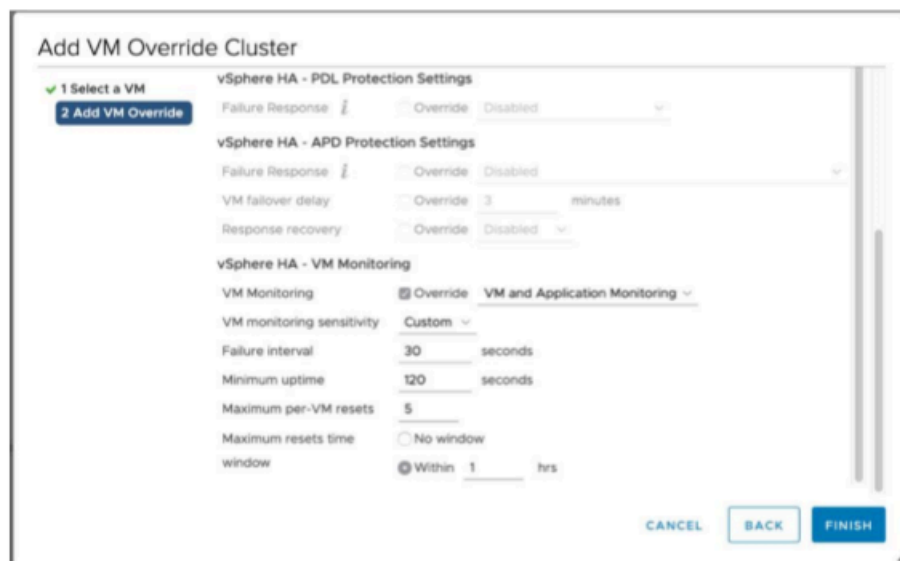 Add VM Override Cluster
1 Select a VM
2 Add VM Override
vSphere HA - PDL Protection Settings
Failure Response i Override Disabled
vSphere HA - APD Protection Settings
Failure Response i Override Disabled
VM failover delay Override 3 minutes
Response recovery Override Disabled
vSphere HA - VM Monitoring
VM Monitoring Override VM and Application Monitoring
VM monitoring sensitivity Custom
Failure interval 30 seconds
Minimum uptime 120 seconds
Maximum per-VM resets 5
Maximum resets time No window
window Within 1 hrs
CANCEL BACK FINISH